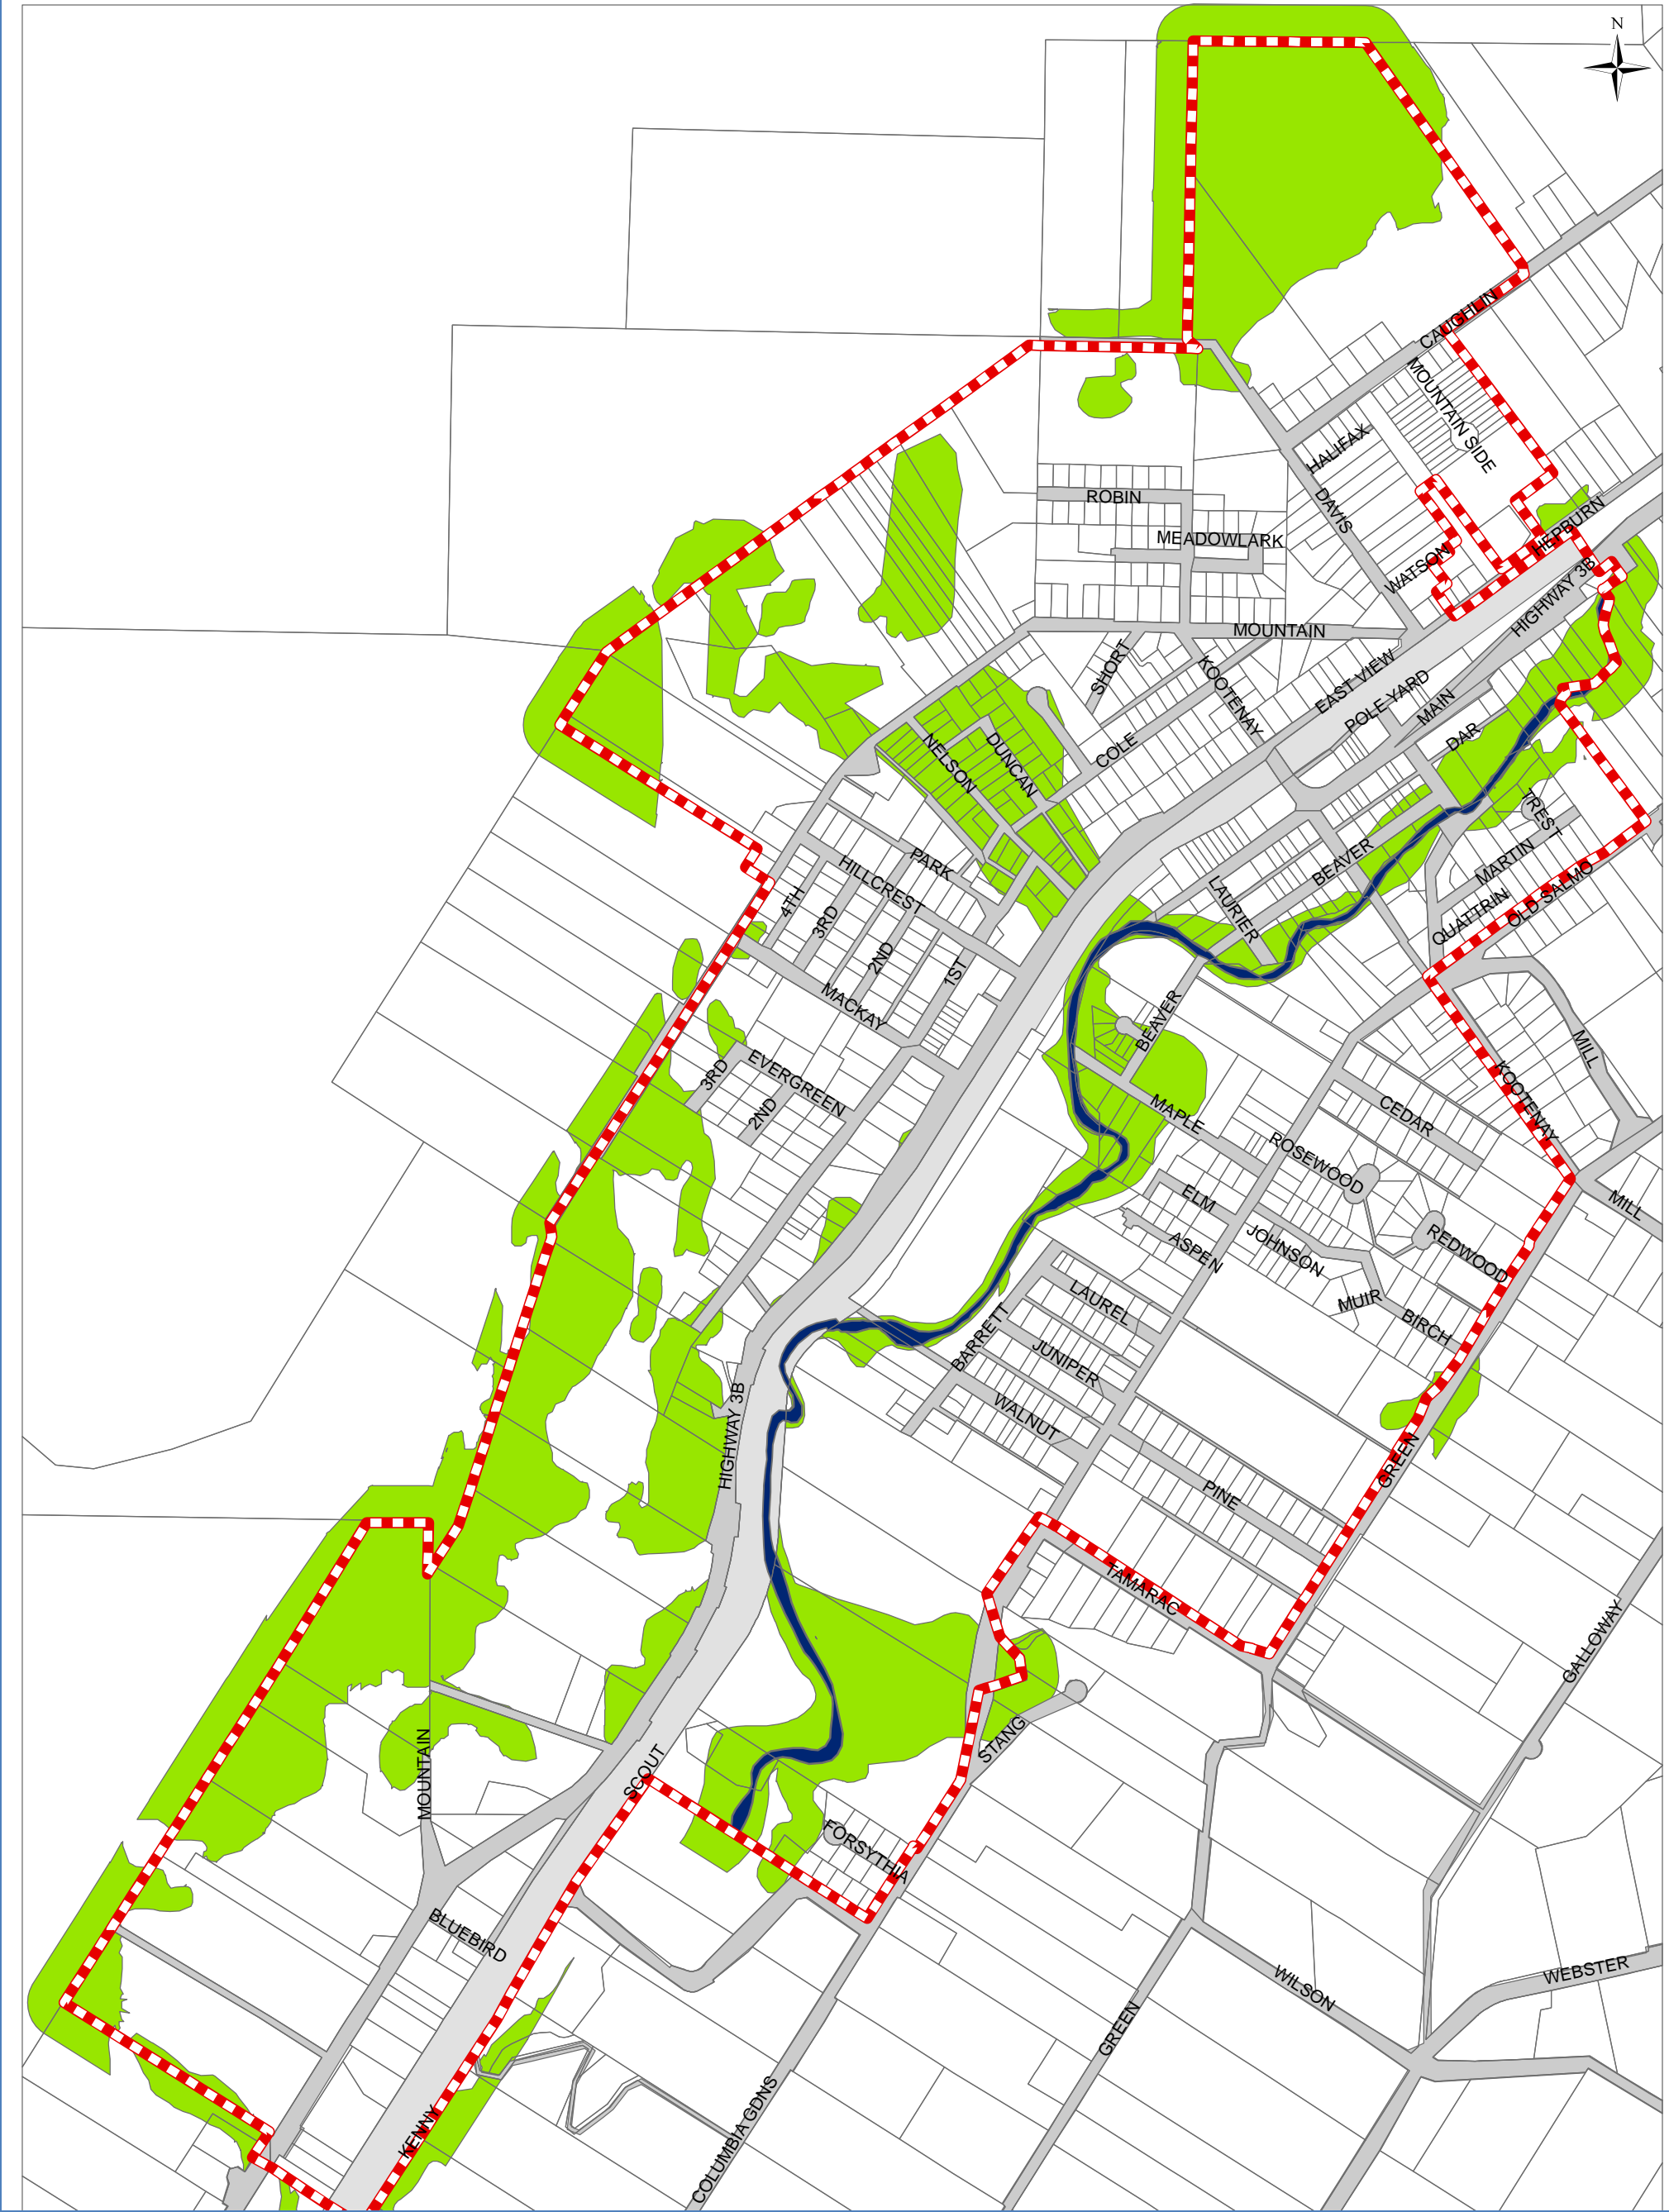 N
CAUGHLIN
MOUNTAIN SIDE
HALIFAX
ROBIN
DAVIS
HEPBURN
MEADOWLARK
WATSON
HIGHWAY 3B
MOUNTAIN
SHORT
KOOTENAY
EAST VIEW
POLE YARD
MAIN
DAR
COLE
DUNCAN
NELSON
TREST
BEAVER
MARTIN
PARK
HILLCREST
LAURIER
OLD SALMO
QUATTRIN
4TH
3RD
2ND
1ST
MACKAY
BEAVER
MILL
EVERGREEN
3RD
2ND
MAPLE
CEDAR
KOOTENAY
ROSEWOOD
ELM
MILL
ASPEN
JOHNSON
REDWOOD
LAUREL
MUIR
BIRCH
BARRETT
JUNIPER
WALNUT
HIGHWAY 3B
GREEN
PINE
TAMARAC
GALLOWAY
STANG
MOUNTAIN
SCOUT
FORSYTHIA
BLUEBIRD
WEBSTER
WILSON
GREEN
KENNY
COLUMBIA GDNS